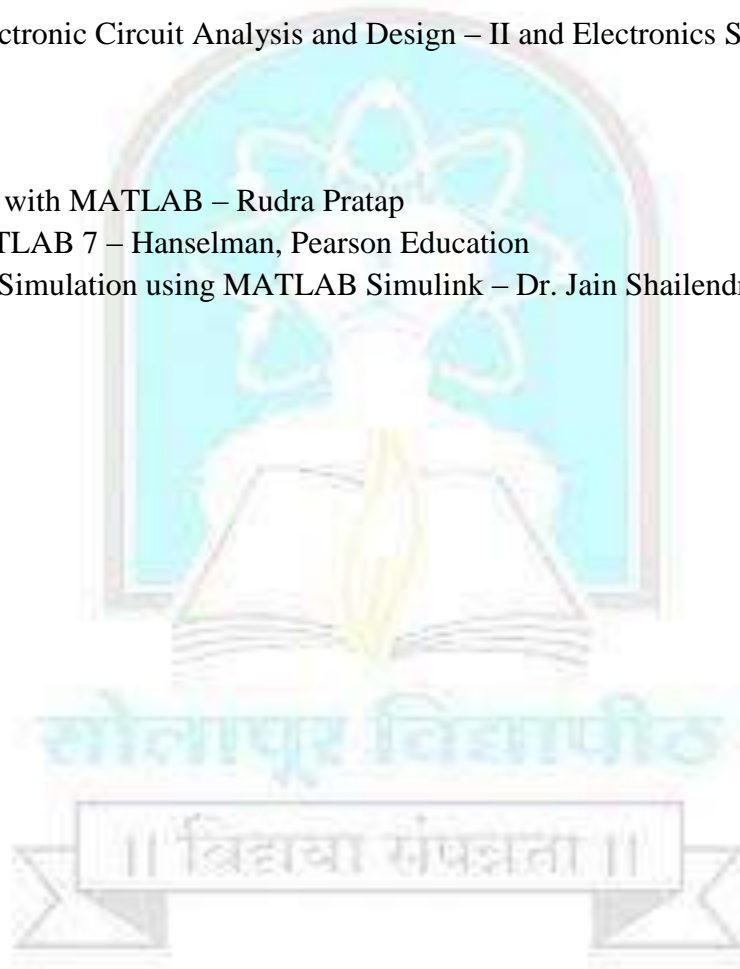 ctronic Circuit Analysis and Design – II and Electronics S
with MATLAB – Rudra Pratap
TLAB 7 – Hanselman, Pearson Education
Simulation using MATLAB Simulink – Dr. Jain Shailend
सोलापूर विद्यापीठ
|| विद्यया संपन्नता ||